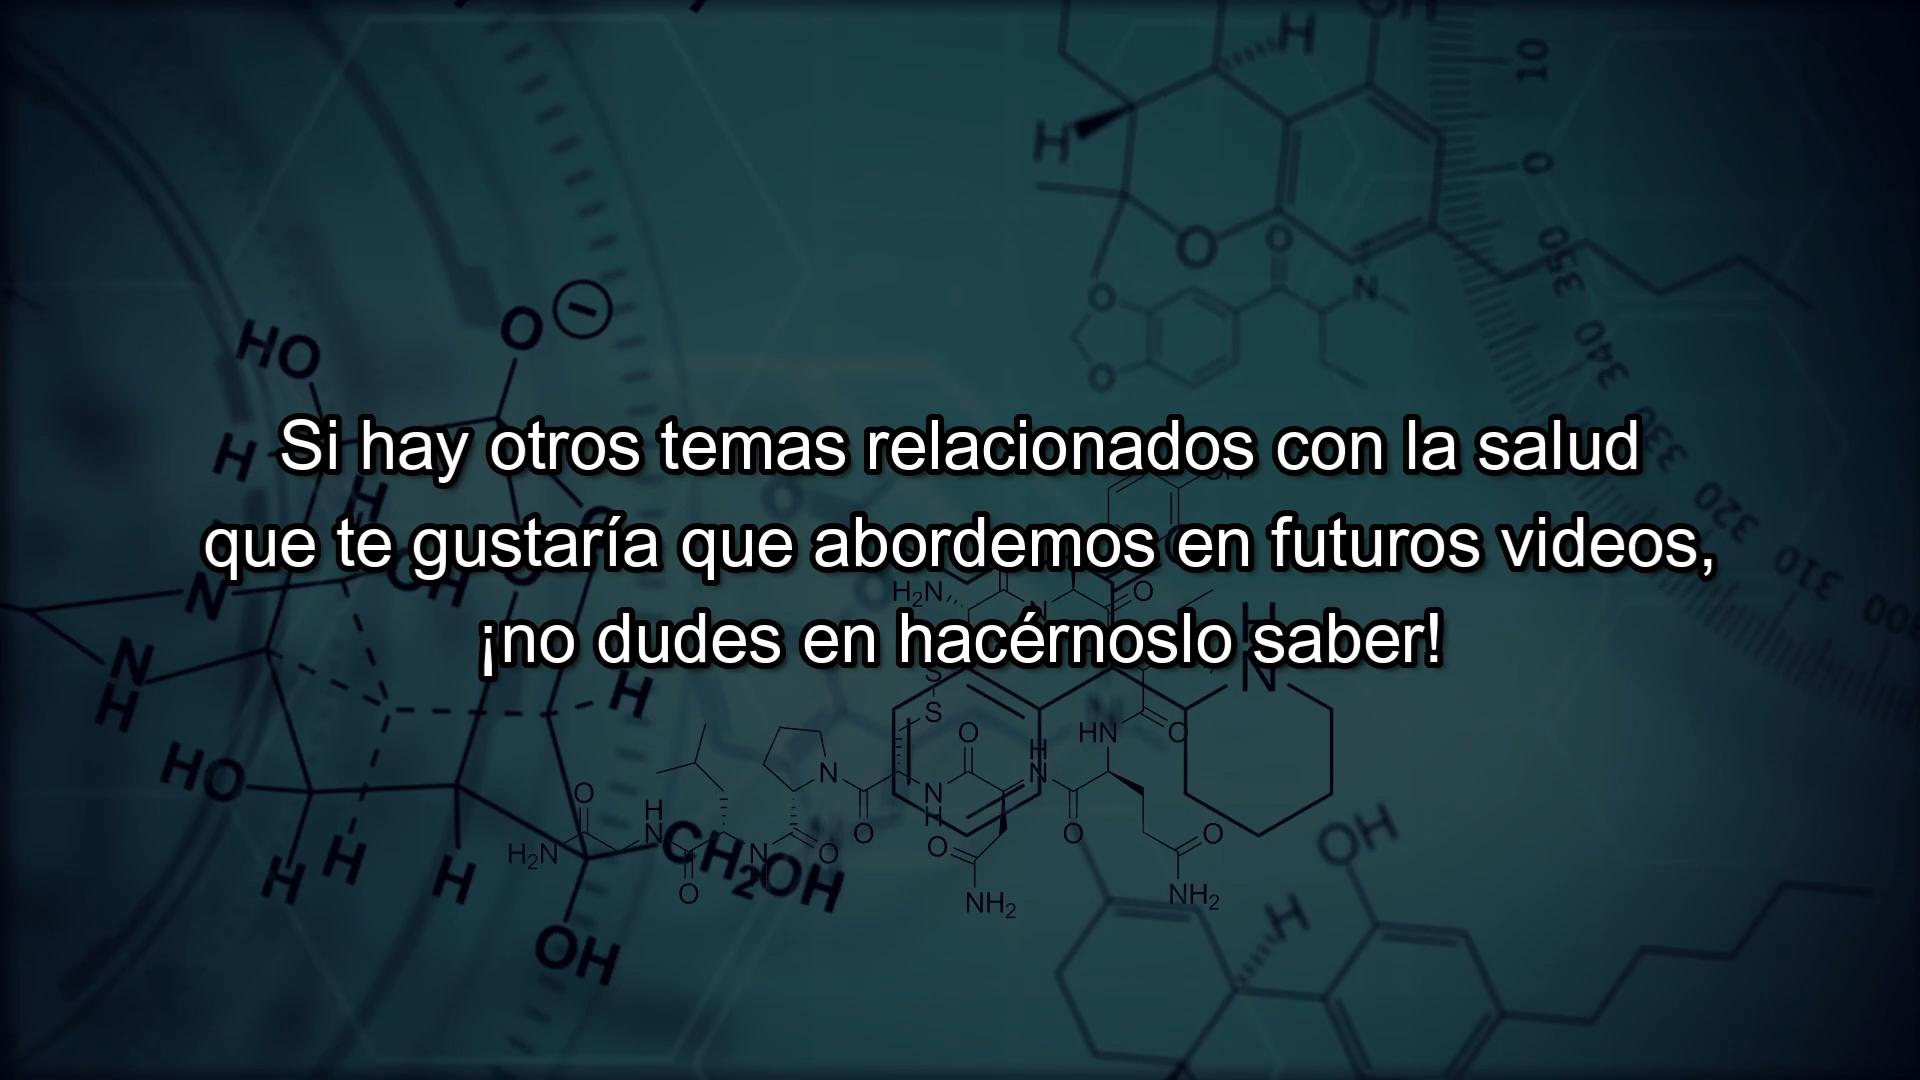 Si hay otros temas relacionados con la salud
que te gustaría que abordemos en futuros videos,
¡no dudes en hacérnoslo saber!